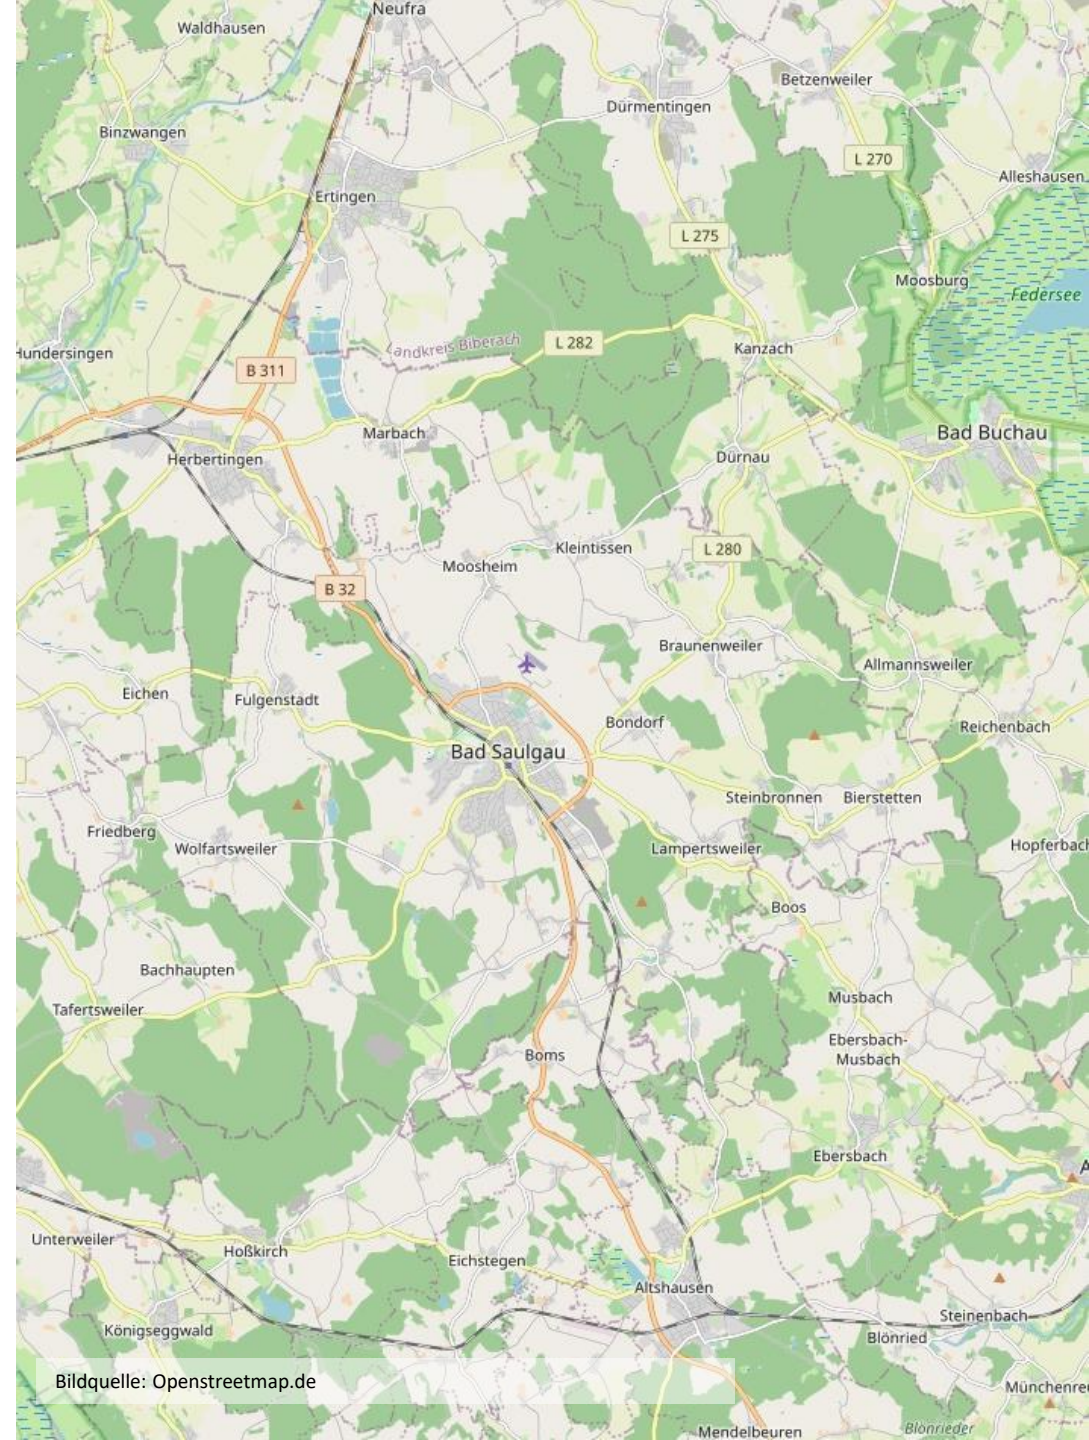 Neufra
Waldhausen
Betzenweiler
Dürmentingen
Binzwangen
L 270
Alleshausen
Ertingen
L 275
Moosburg
Federsee
Landkreis Biberach
L 282
Kanzach
Hundersingen
B 311
Marbach
Bad Buchau
Herbertingen
Dürnau
Kleintissen
L 280
Moosheim
B 32
Braunenweiler
Allmannsweiler
Eichen
Fulgenstadt
Bondorf
Reichenbach
Bad Saulgau
Steinbronnen
Bierstetten
Friedberg
Wolfartsweiler
Lampertsweiler
Hopferbach
Boos
Bachhaupten
Musbach
Tafertsweiler
Ebersbach-
Musbach
Boms
Ebersbach
A
Unterweiler
Hoßkirch
Eichstegen
Altshausen
Steinenbach
Königseggwald
Blönried
Bildquelle: Openstreetmap.de
Münchenreu
Blönrieder
Mendelbeuren